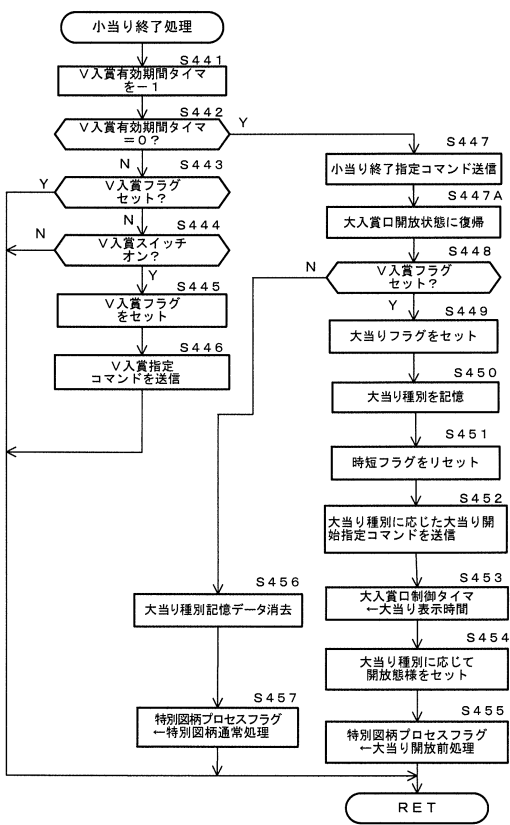 小当り終了処理
S441
V入賞有効期間タイマ
を－1
S442
V入賞有効期間タイマ
＝0？
Y
N
S443
V入賞フラグ
セット？
Y
N
S444
V入賞スイッチ
オン？
N
Y
S445
V入賞フラグ
をセット
S446
V入賞指定
コマンドを送信
S447
小当り終了指定コマンド送信
S447A
大入賞口開放状態に復帰
S448
V入賞フラグ
セット？
N
Y
S449
大当りフラグをセット
S450
大当り種別を記憶
S451
時短フラグをリセット
S452
大当り種別に応じた大当り開
始指定コマンドを送信
S453
大入賞口制御タイマ
←大当り表示時間
S454
大当り種別に応じて
開放態様をセット
S455
特別図柄プロセスフラグ
←大当り開放前処理
S456
大当り種別記憶データ消去
S457
特別図柄プロセスフラグ
←特別図柄通常処理
RET